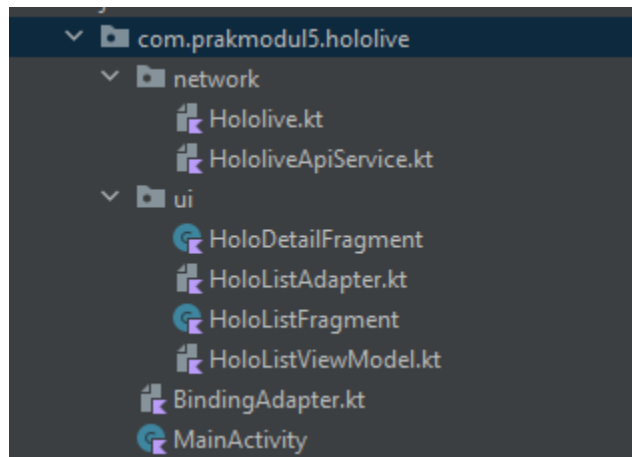 com.prakmodul5.hololive
network
Hololive.kt
HololiveApiService.kt
ui
HoloDetailFragment
HoloListAdapter.kt
HoloListFragment
HoloListViewModel.kt
BindingAdapter.kt
MainActivity